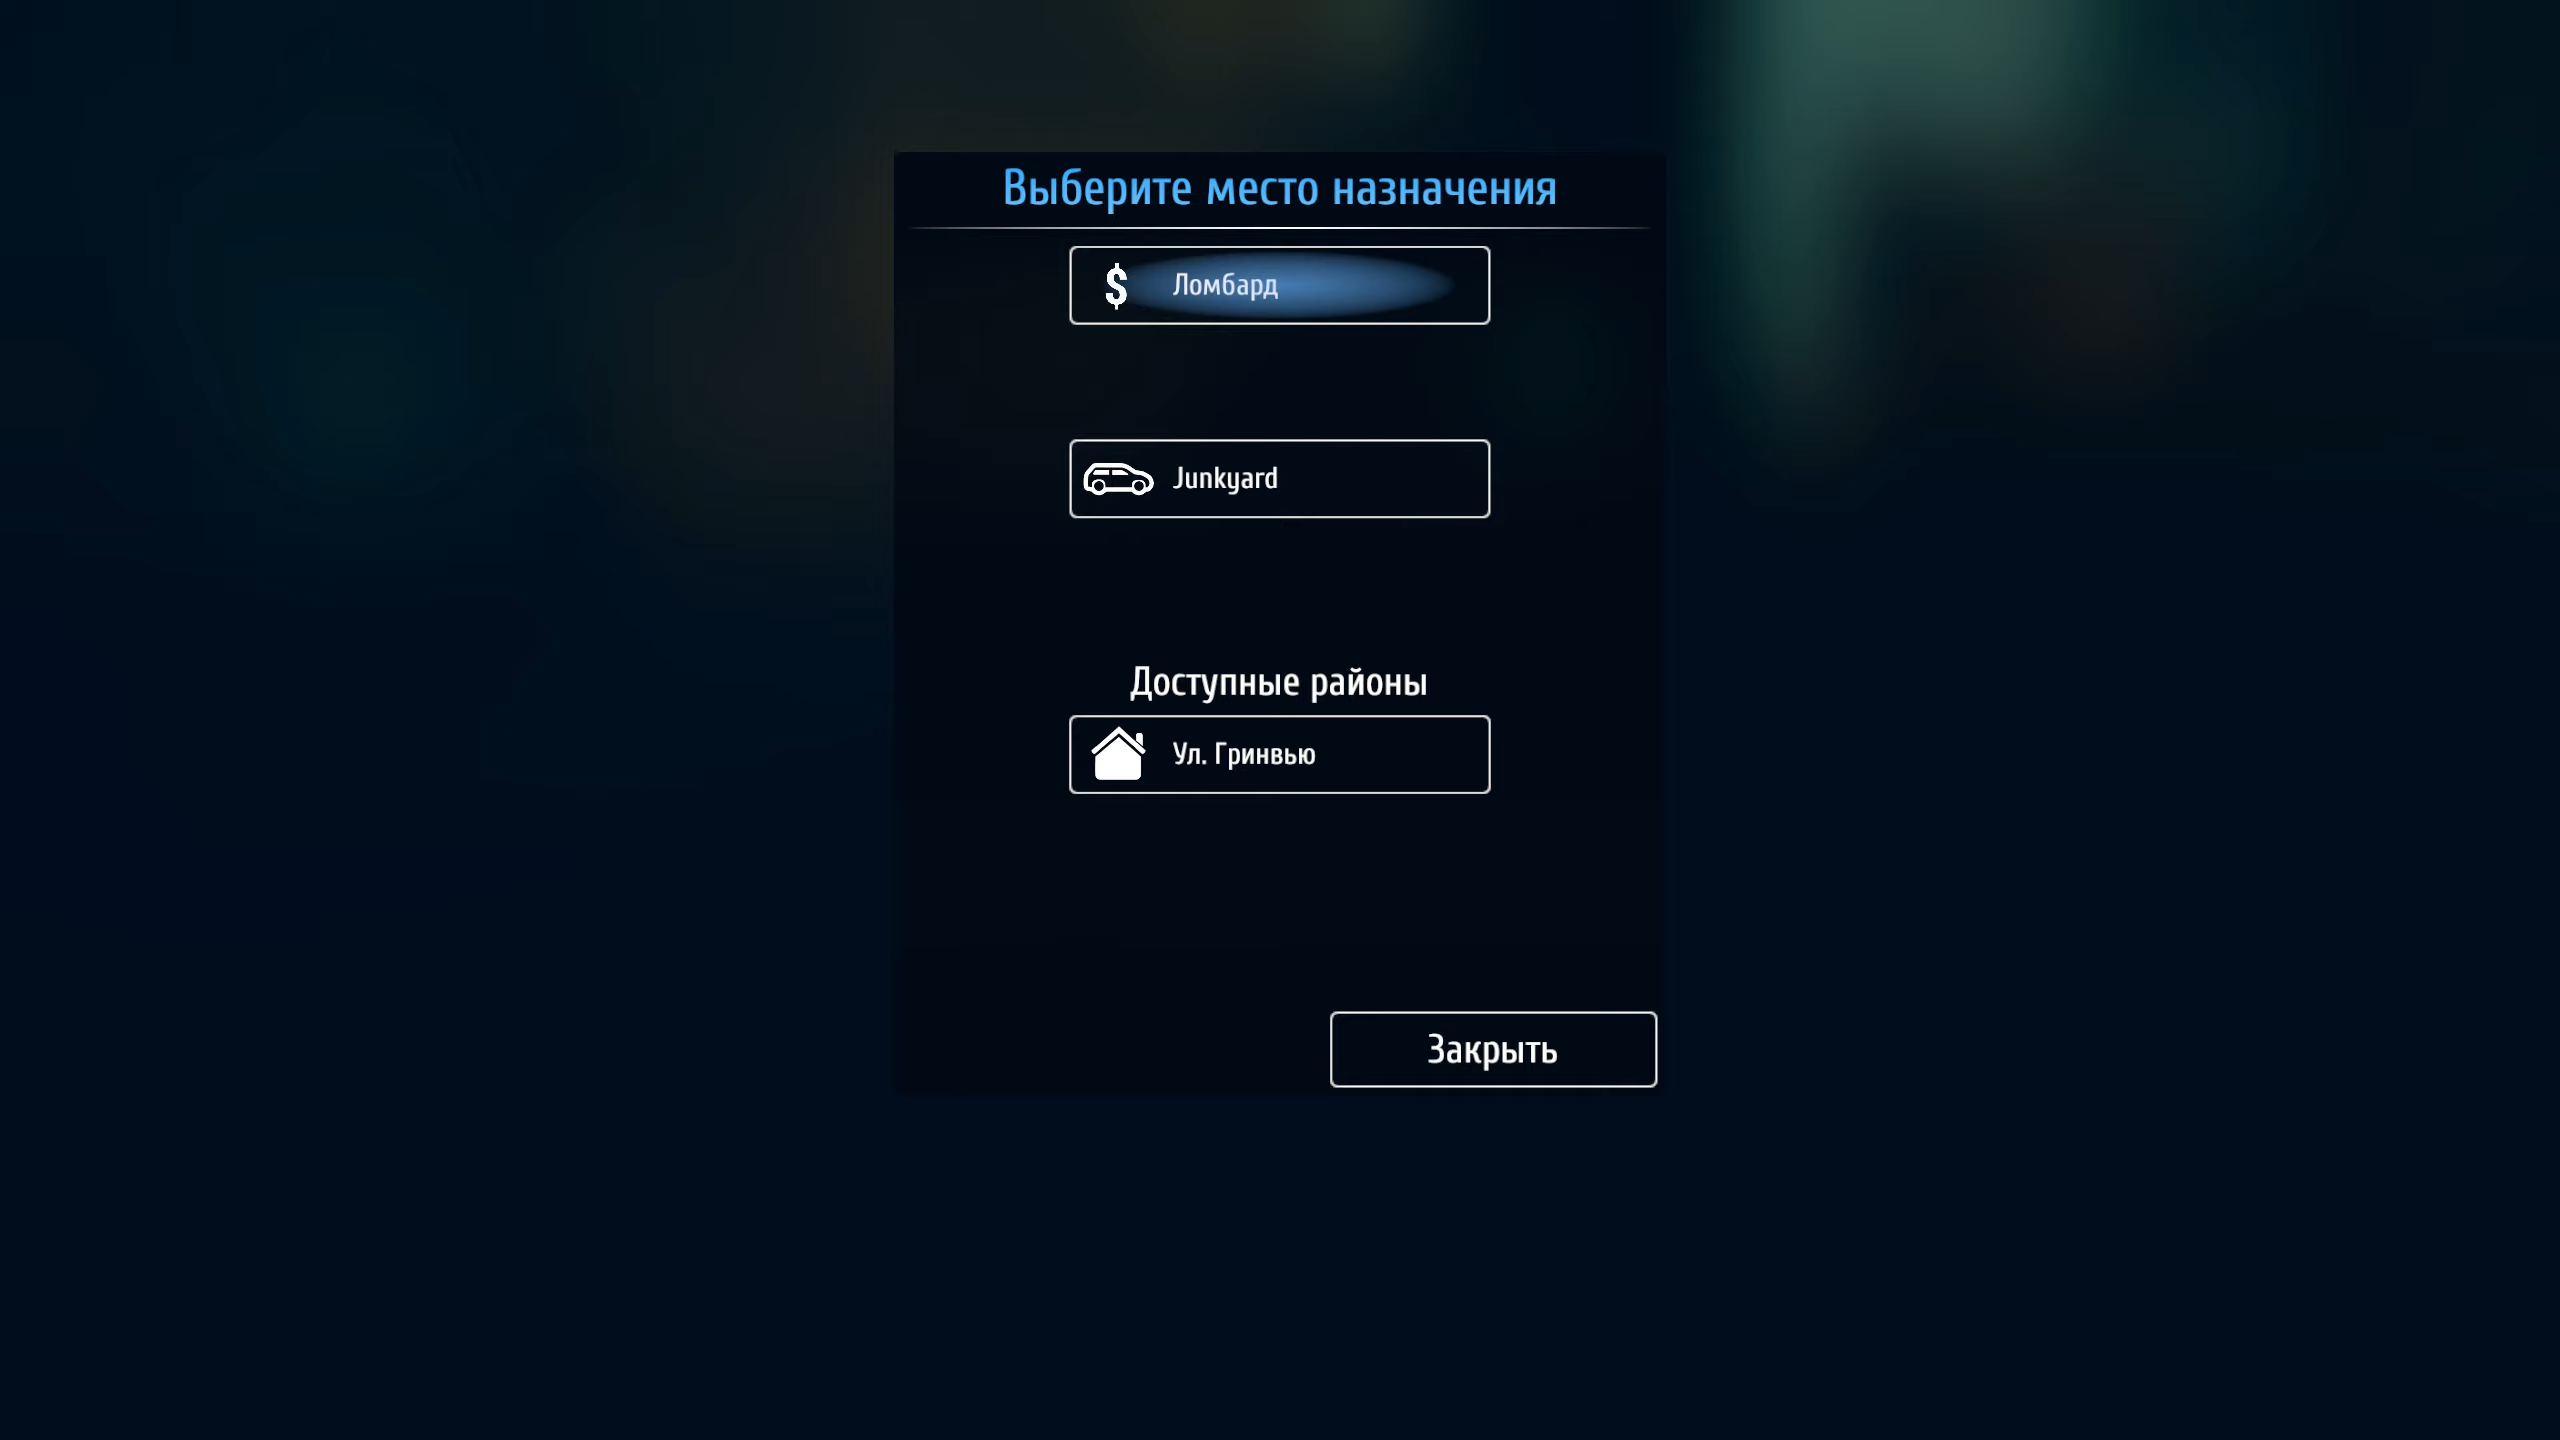 Выберите место назначения
$ Ломбард
Junkyard
Доступные районы
Ул. Гринвью
Закрыть